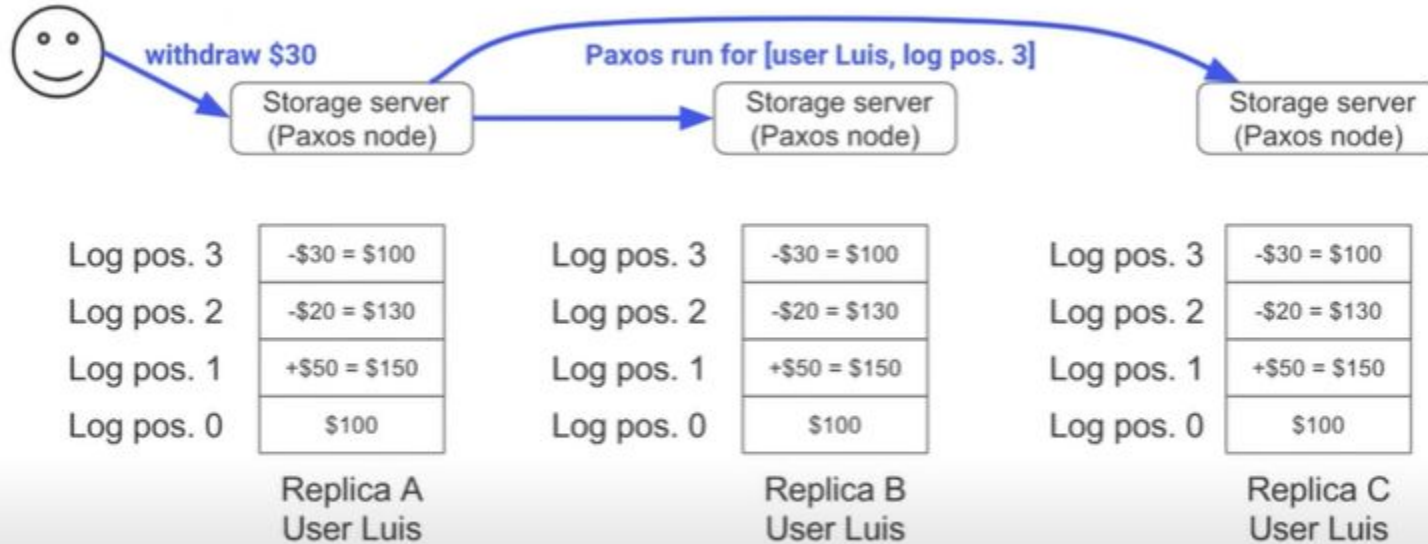 withdraw $30
Paxos run for [user Luis, log pos. 3]
Storage server
(Paxos node)
Storage server
(Paxos node)
Storage server
(Paxos node)
Log pos. 3
-$30 = $100
Log pos. 2
-$20 = $130
Log pos. 1
+$50 = $150
Log pos. 0
$100
Replica A
User Luis
Log pos. 3
-$30 = $100
Log pos. 2
-$20 = $130
Log pos. 1
+$50 = $150
Log pos. 0
$100
Replica B
User Luis
Log pos. 3
-$30 = $100
Log pos. 2
-$20 = $130
Log pos. 1
+$50 = $150
Log pos. 0
$100
Replica C
User Luis